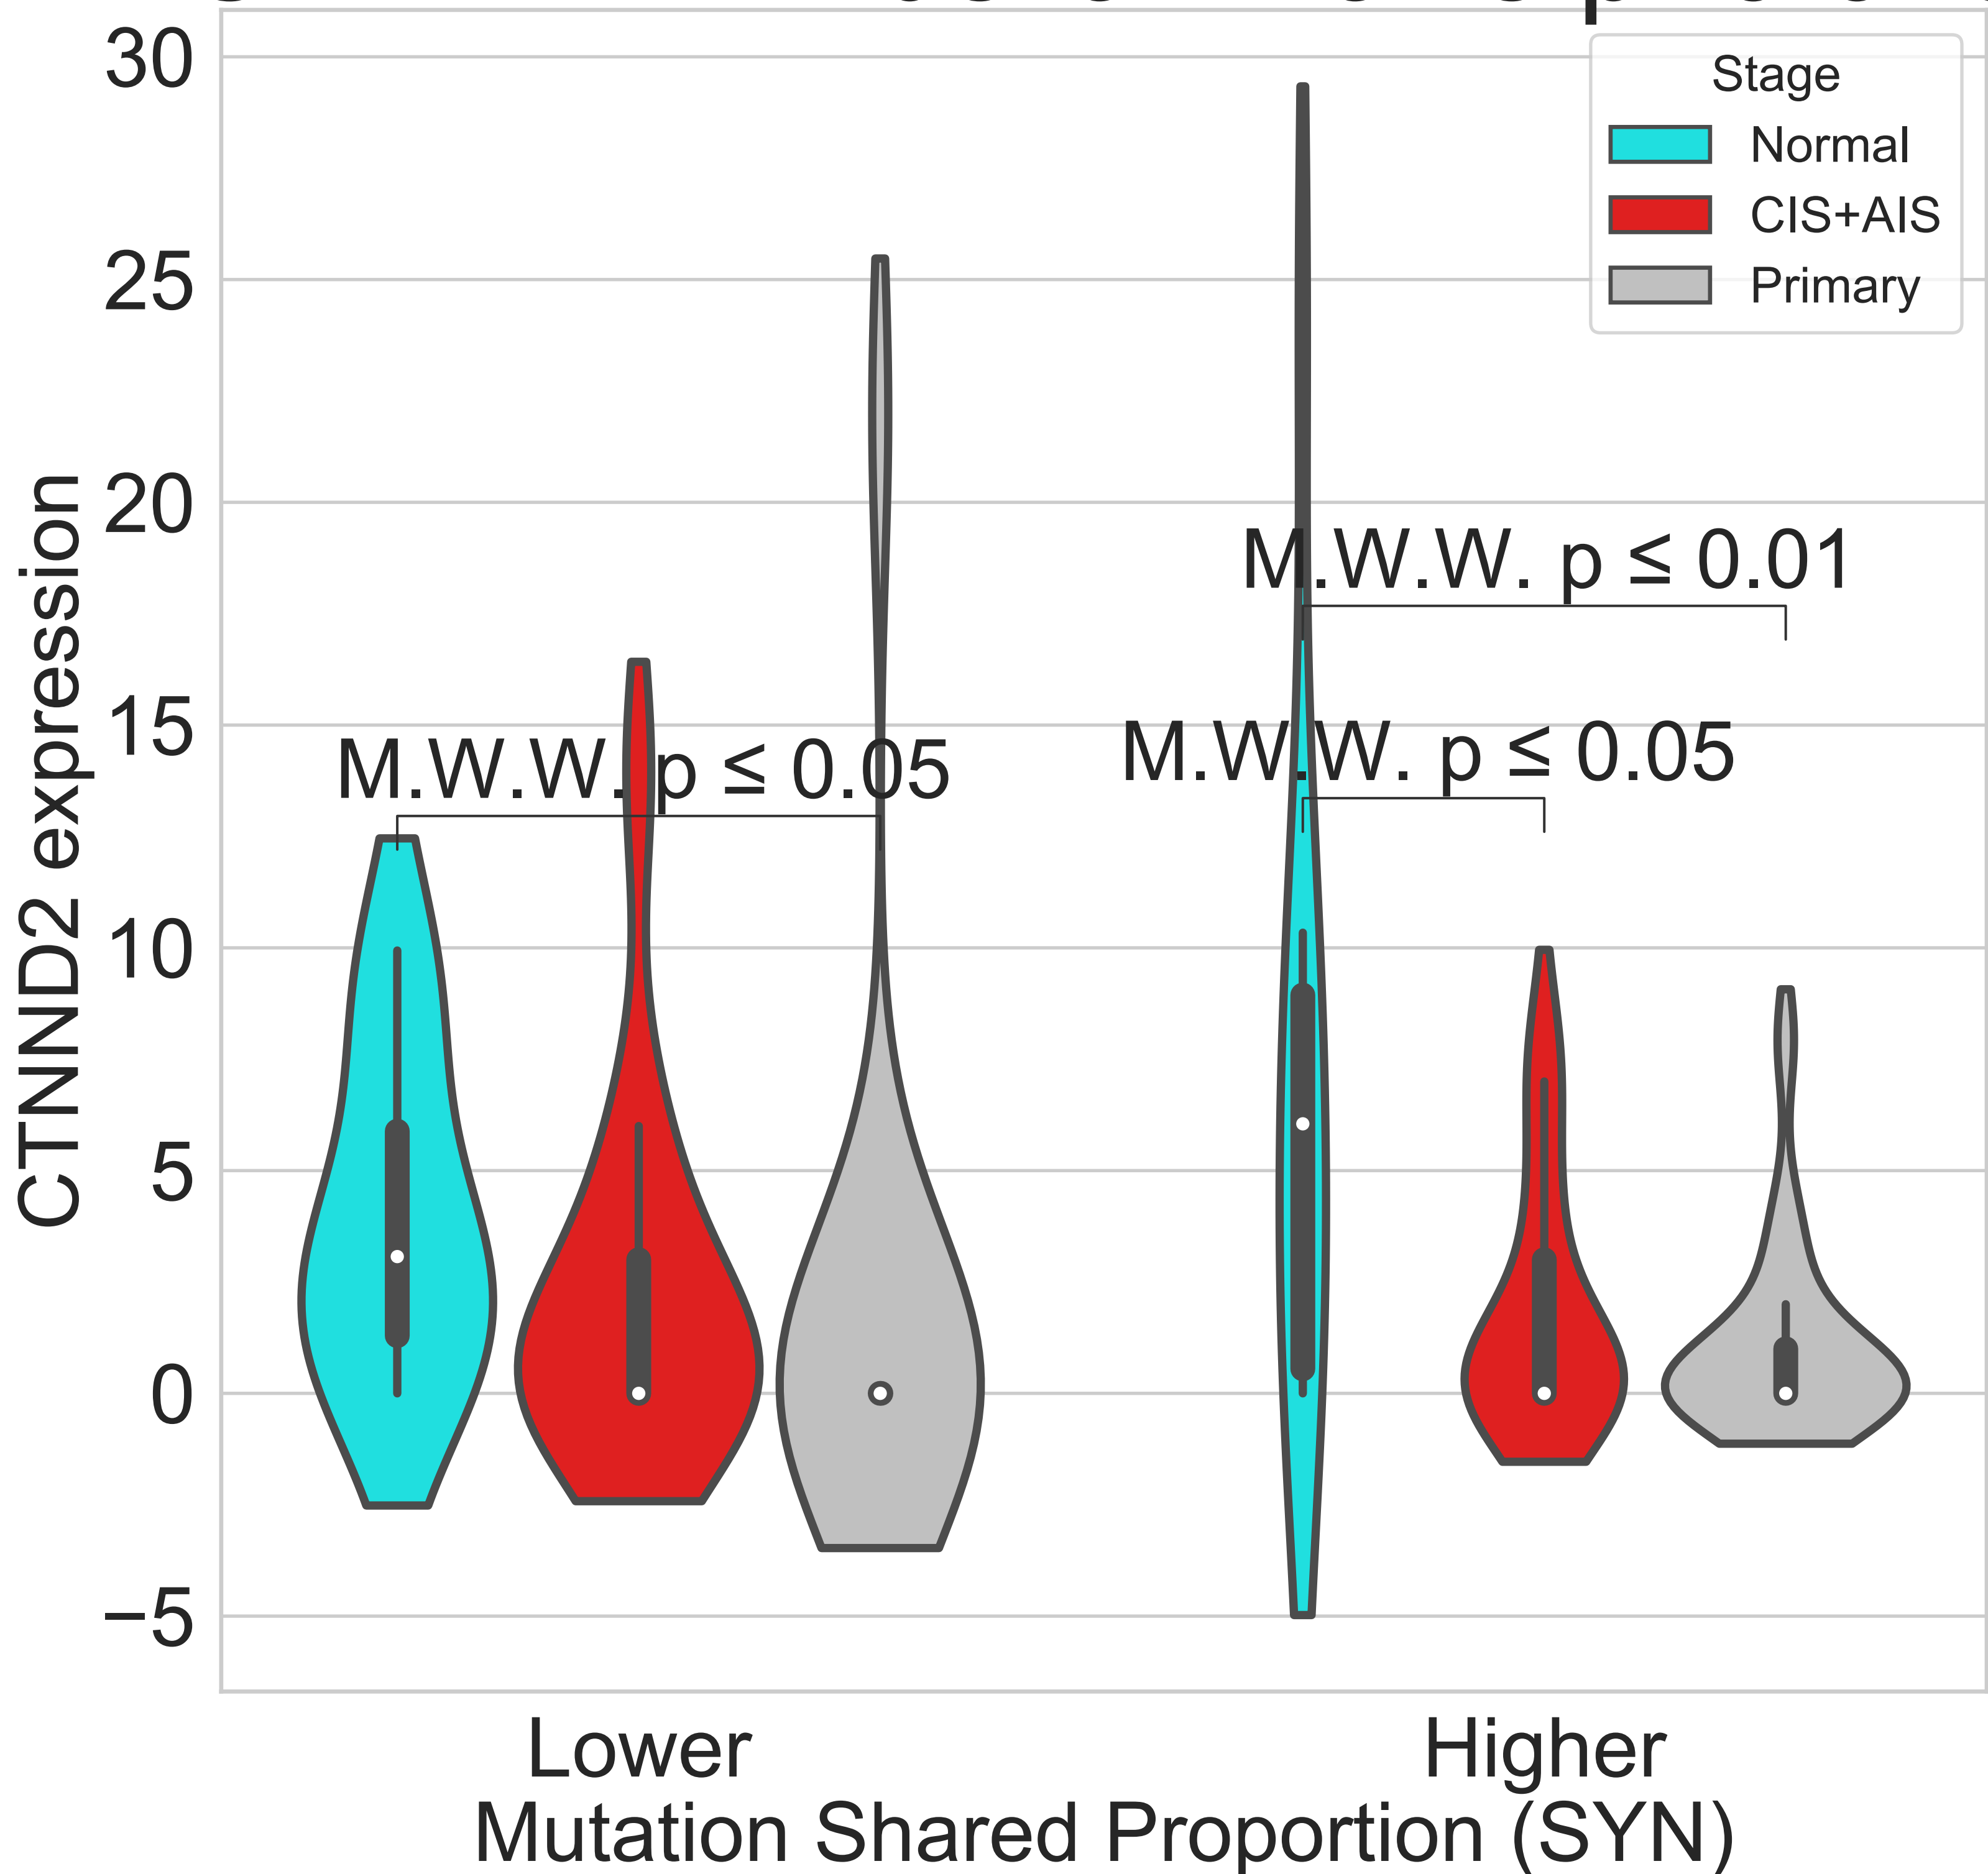 30
25
20
15
10
5
0
−5
CTNND2 expression
Stage
Normal
CIS+AIS
Primary
M.W.W. p ≤ 0.01
M.W.W. p ≤ 0.05
M.W.W. p ≤ 0.05
Lower
Higher
Mutation Shared Proportion (SYN)